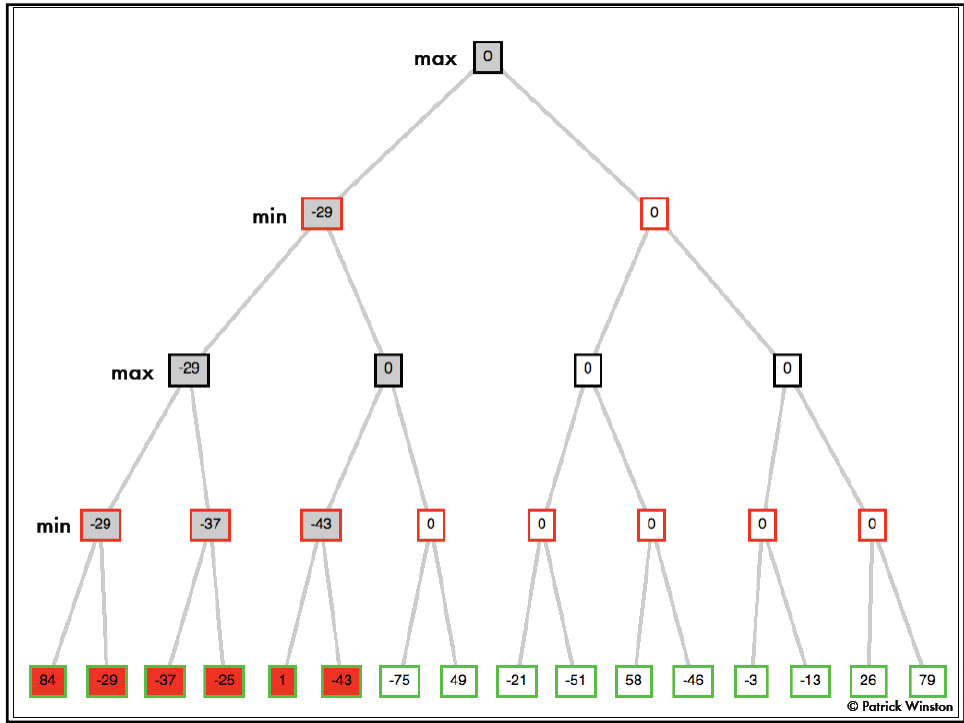 max 0
min -29 0
max -29 0 0 0
min -29 -37 -43 0 0 0 0 0
84 -29 -37 -25 1 -43 -75 49 -21 -51 58 -46 -3 -13 26 79
© Patrick Winston